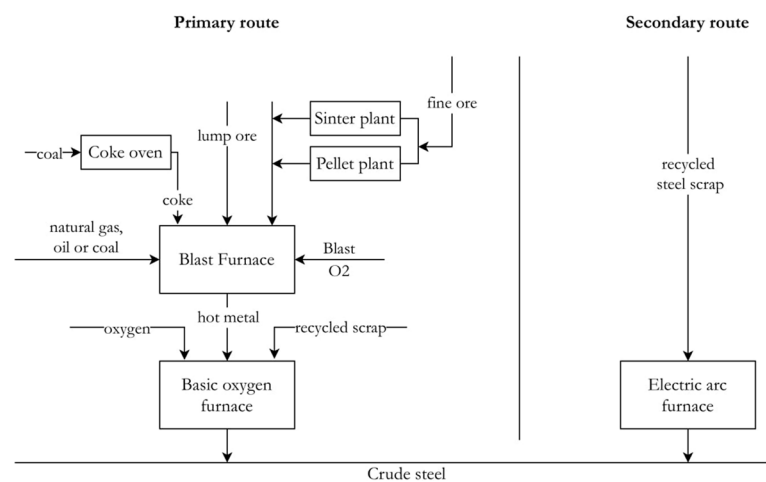 Primary route
Secondary route
fine ore
Sinter plant
lump ore
Pellet plant
coal
Coke oven
recycled
steel scrap
coke
natural gas,
oil or coal
Blast Furnace
Blast
O2
hot metal
oxygen
recycled scrap
Basic oxygen
furnace
Electric arc
furnace
Crude steel